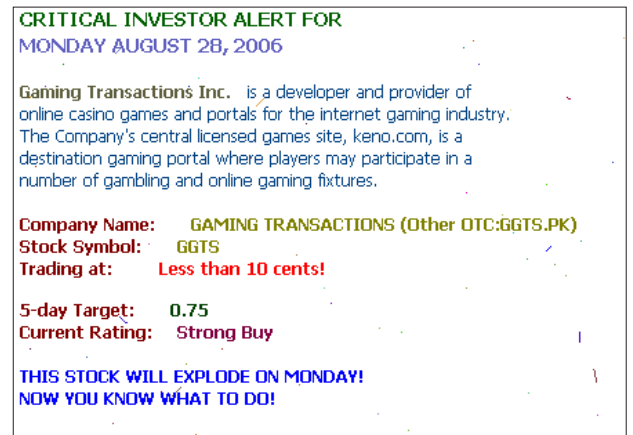 CRITICAL INVESTOR ALERT FOR
MONDAY AUGUST 28, 2006
Gaming Transactions Inc. is a developer and provider of
online casino games and portals for the internet gaming industry.
The Company's central licensed games site, keno.com, is a
destination gaming portal where players may participate in a
number of gambling and online gaming fixtures.
Company Name: GAMING TRANSACTIONS (Other OTC:GGTS.PK)
Stock Symbol: GGTS
Trading at: Less than 10 cents!
5-day Target: 0.75
Current Rating: Strong Buy
THIS STOCK WILL EXPLODE ON MONDAY!
NOW YOU KNOW WHAT TO DO!